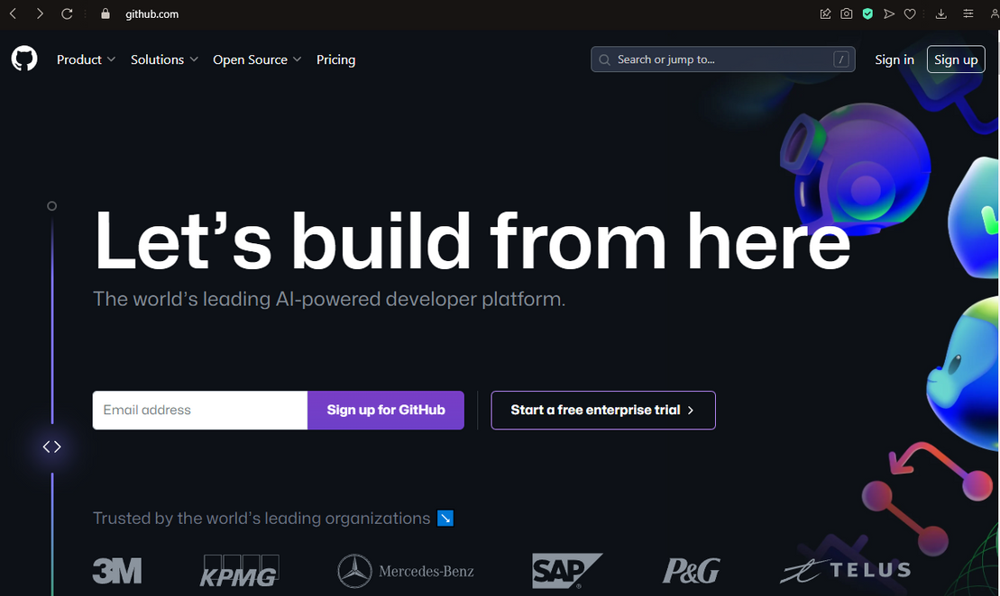 github.com
Product Solutions Open Source Pricing Search or jump to... / Sign in Sign up
Let’s build from here
The world’s leading AI-powered developer platform.
Email address Sign up for GitHub Start a free enterprise trial
Trusted by the world’s leading organizations
3M KPMG Mercedes-Benz SAP® P&G TELUS